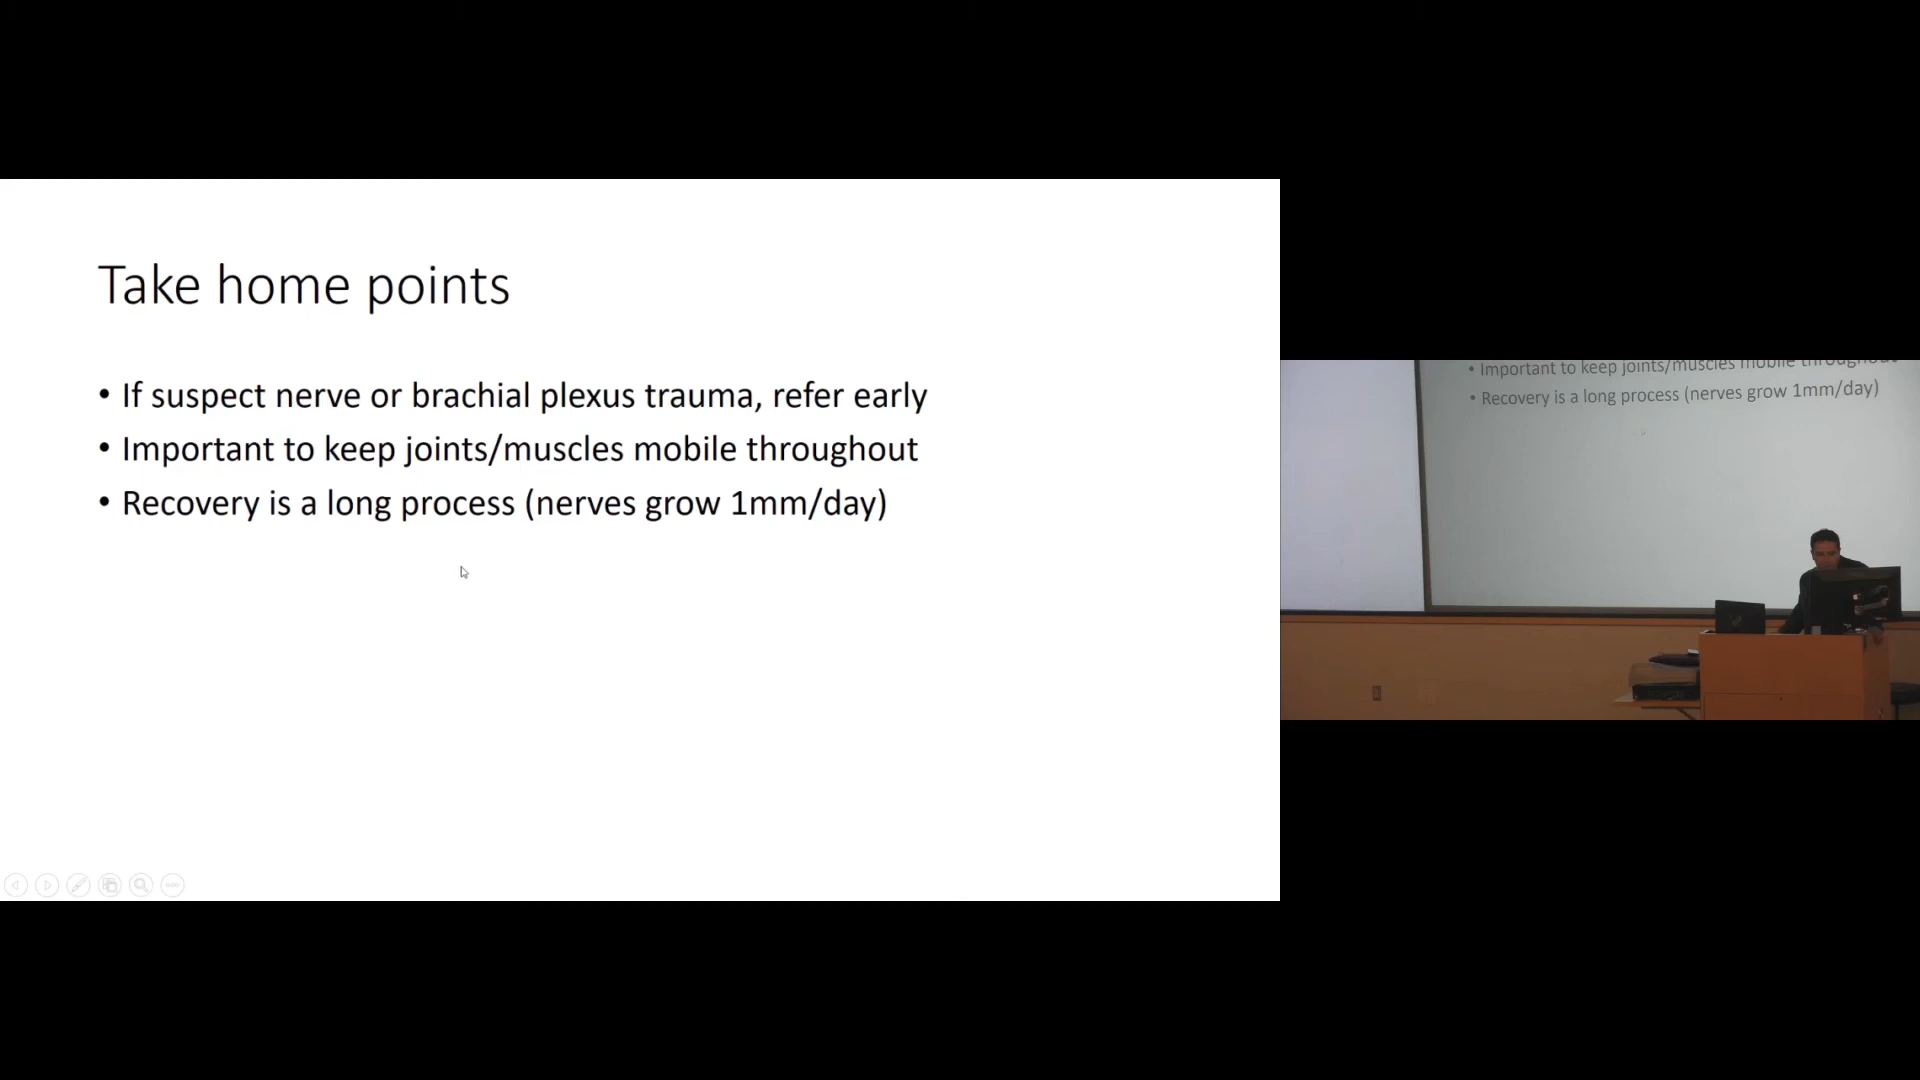 Take home points
• If suspect nerve or brachial plexus trauma, refer early
• Important to keep joints/muscles mobile throughout
• Recovery is a long process (nerves grow 1mm/day)
• Important to keep joints/muscles mobile throughout
• Recovery is a long process (nerves grow 1mm/day)